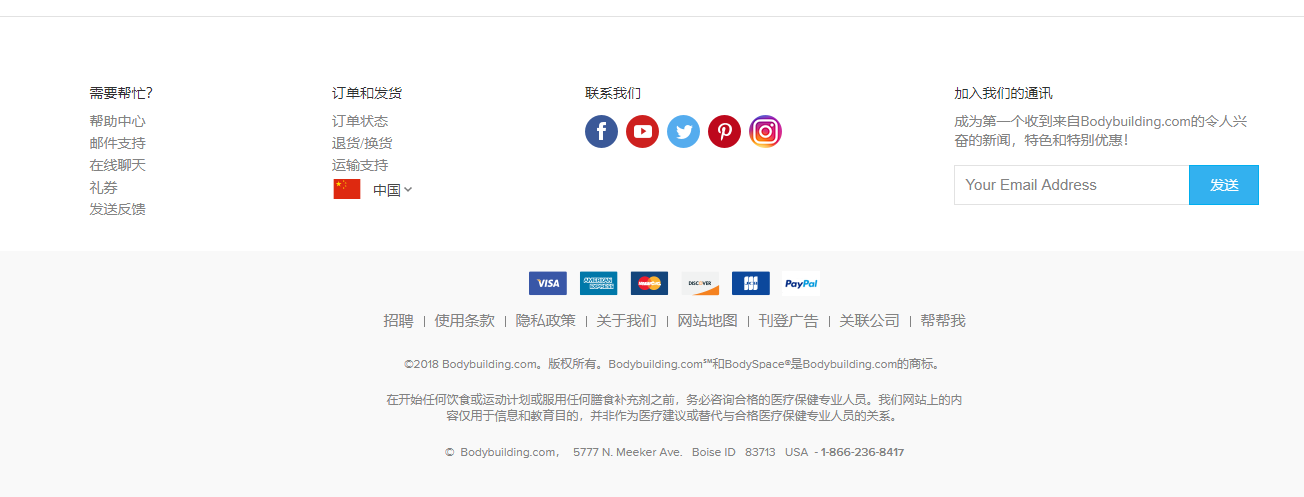 需要帮忙?
帮助中心
邮件支持
在线聊天
礼券
发送反馈
订单和发货
订单状态
退货/换货
运输支持
中国
联系我们
加入我们的通讯
成为第一个收到来自Bodybuilding.com的令人兴
奋的新闻，特色和特别优惠！
Your Email Address
发送
VISA
AMERICAN EXPRESS
MasterCard
DISCOVER
JCB
PayPal
招聘 | 使用条款 | 隐私政策 | 关于我们 | 网站地图 | 刊登广告 | 关联公司 | 帮帮我
©2018 Bodybuilding.com。版权所有。Bodybuilding.com℠和BodySpace®是Bodybuilding.com的商标。
在开始任何饮食或运动计划或服用任何膳食补充剂之前，务必咨询合格的医疗保健专业人员。我们网站上的内
容仅用于信息和教育目的，并非作为医疗建议或替代与合格医疗保健专业人员的关系。
© Bodybuilding.com， 5777 N. Meeker Ave. Boise ID 83713 USA - 1-866-236-8417